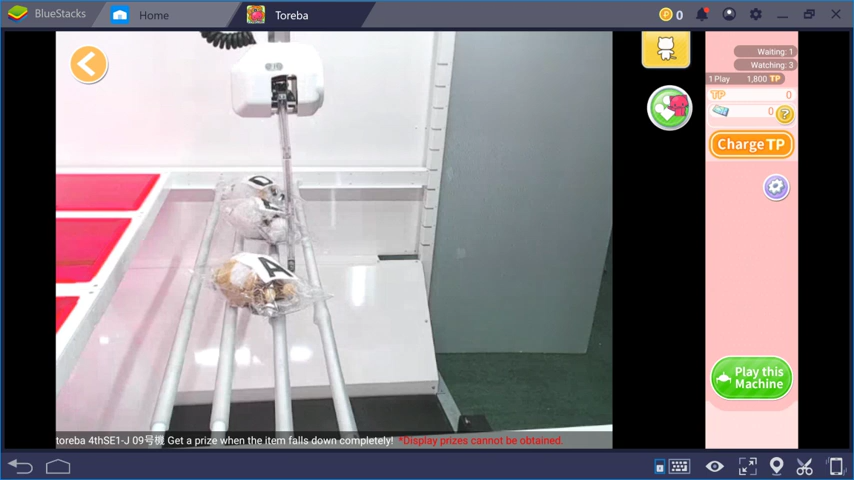 BlueStacks
Home
Toreba
0
Waiting: 1
Watching: 3
1 Play 1,800 TP
TP 0
0 ?
Charge TP
D
A
Play this
Machine
toreba 4thSE1-J 09号機 Get a prize when the item falls down completely! *Display prizes cannot be obtained.